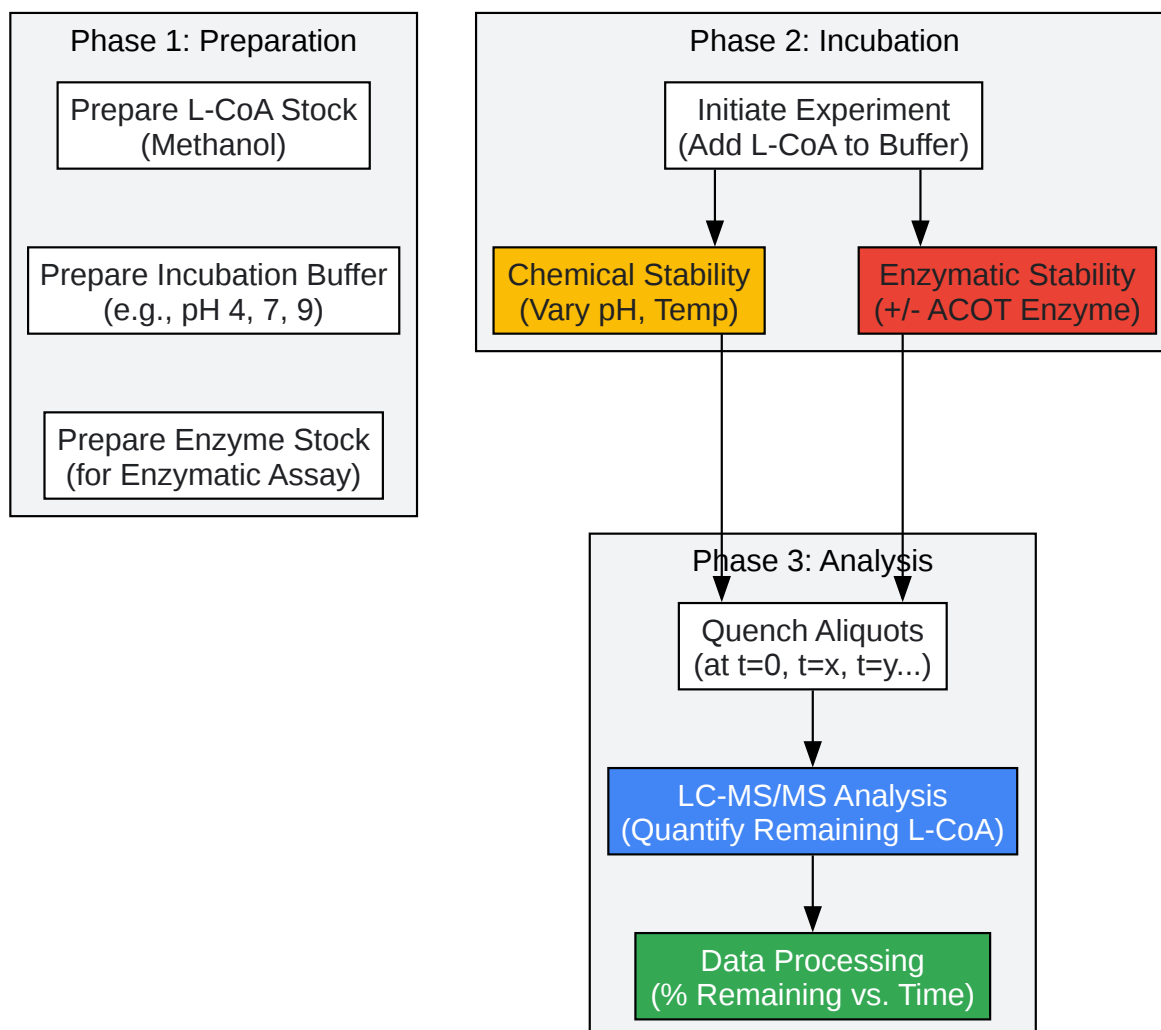 Phase 1: Preparation
Prepare L-CoA Stock
(Methanol)
Prepare Incubation Buffer
(e.g., pH 4, 7, 9)
Prepare Enzyme Stock
(for Enzymatic Assay)
Phase 2: Incubation
Initiate Experiment
(Add L-CoA to Buffer)
Chemical Stability
(Vary pH, Temp)
Enzymatic Stability
(+/- ACOT Enzyme)
Phase 3: Analysis
Quench Aliquots
(at t=0, t=x, t=y...)
LC-MS/MS Analysis
(Quantify Remaining L-CoA)
Data Processing
(% Remaining vs. Time)